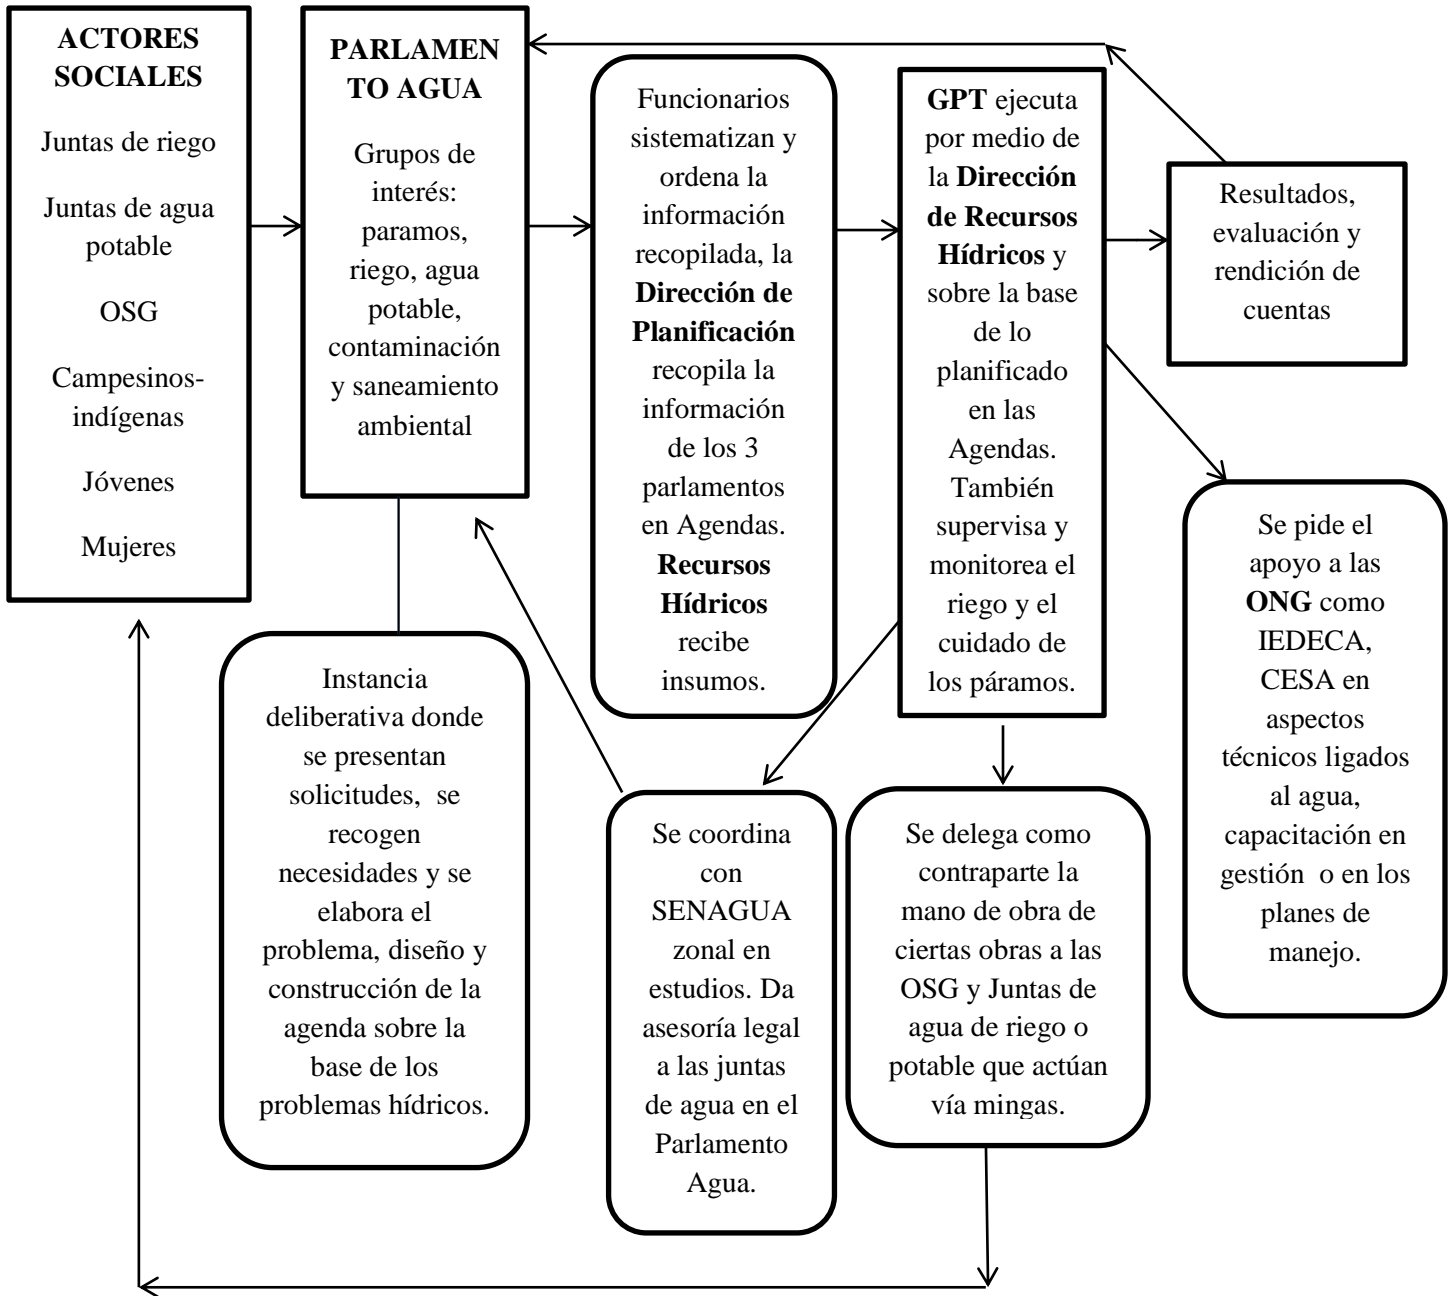 ACTORES
SOCIALES
Juntas de riego
Juntas de agua
potable
OSG
Campesinos-
indígenas
Jóvenes
Mujeres
PARLAMEN
TO AGUA
Grupos de
interés:
paramos,
riego, agua
potable,
contaminación
y saneamiento
ambiental
Funcionarios
sistematizan y
ordena la
información
recopilada, la
Dirección de
Planificación
recopila la
información
de los 3
parlamentos
en Agendas.
Recursos
Hídricos
recibe
insumos.
GPT ejecuta
por medio de
la Dirección
de Recursos
Hídricos y
sobre la base
de lo
planificado
en las
Agendas.
También
supervisa y
monitorea el
riego y el
cuidado de
los páramos.
Resultados,
evaluación y
rendición de
cuentas
Instancia
deliberativa donde
se presentan
solicitudes, se
recogen
necesidades y se
elabora el
problema, diseño y
construcción de la
agenda sobre la
base de los
problemas hídricos.
Se coordina
con
SENAGUA
zonal en
estudios. Da
asesoría legal
a las juntas
de agua en el
Parlamento
Agua.
Se delega como
contraparte la
mano de obra de
ciertas obras a las
OSG y Juntas de
agua de riego o
potable que actúan
vía mingas.
Se pide el
apoyo a las
ONG como
IEDECA,
CESA en
aspectos
técnicos ligados
al agua,
capacitación en
gestión o en los
planes de
manejo.